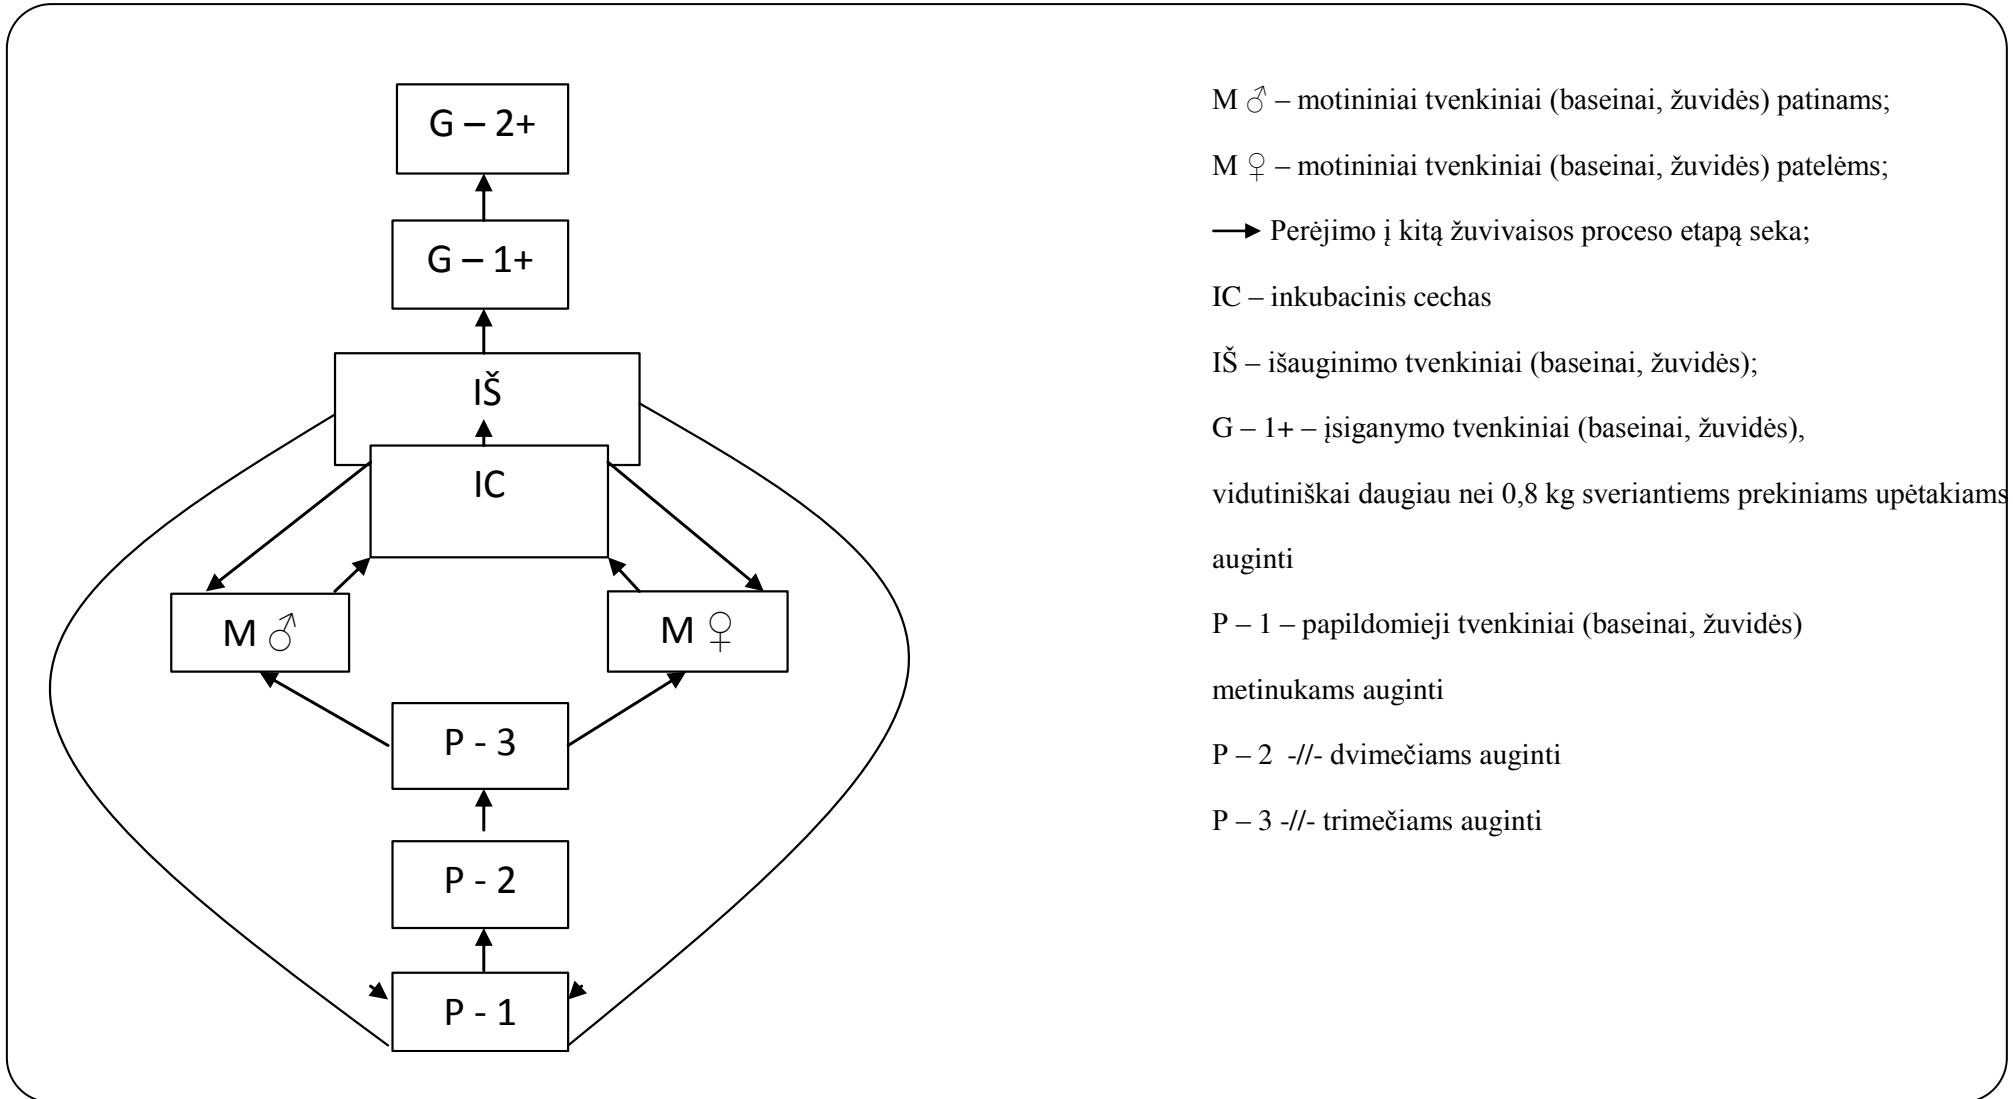 G – 2+
G – 1+
IŠ
IC
M ♂
M ♀
P - 3
P - 2
P - 1
M ♂ – motininiai tvenkiniai (baseinai, žuvidės) patinams;
M ♀ – motininiai tvenkiniai (baseinai, žuvidės) patelėms;
Perėjimo į kitą žuvivaisos proceso etapą seka;
IC – inkubacinis cechas
IŠ – išauginimo tvenkiniai (baseinai, žuvidės);
G – 1+ – įsiganymo tvenkiniai (baseinai, žuvidės),
vidutiniškai daugiau nei 0,8 kg sveriantiems prekiniams upėtakiams
auginti
P – 1 – papildomieji tvenkiniai (baseinai, žuvidės)
metinukams auginti
P – 2 -//- dvimečiams auginti
P – 3 -//- trimečiams auginti